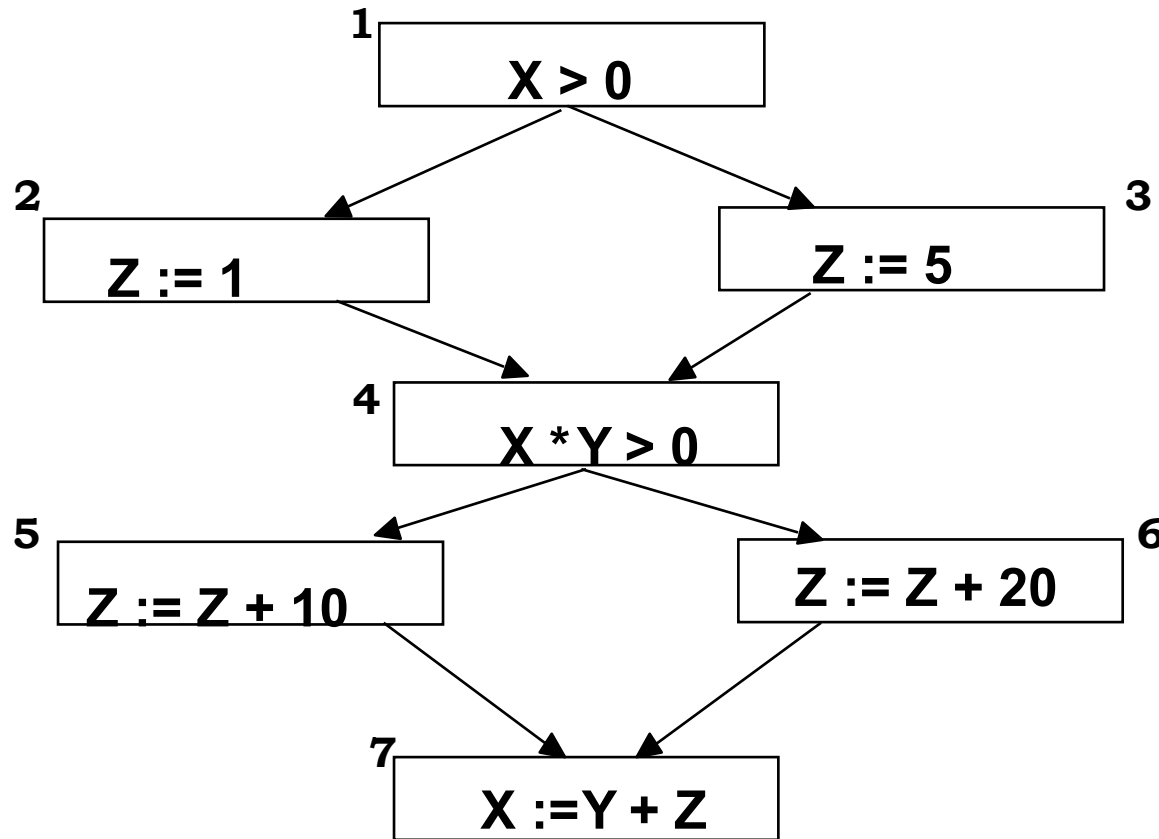 1
X > 0
2
Z := 1
3
Z := 5
4
X * Y > 0
5
Z := Z + 10
6
Z := Z + 20
7
X :=Y + Z